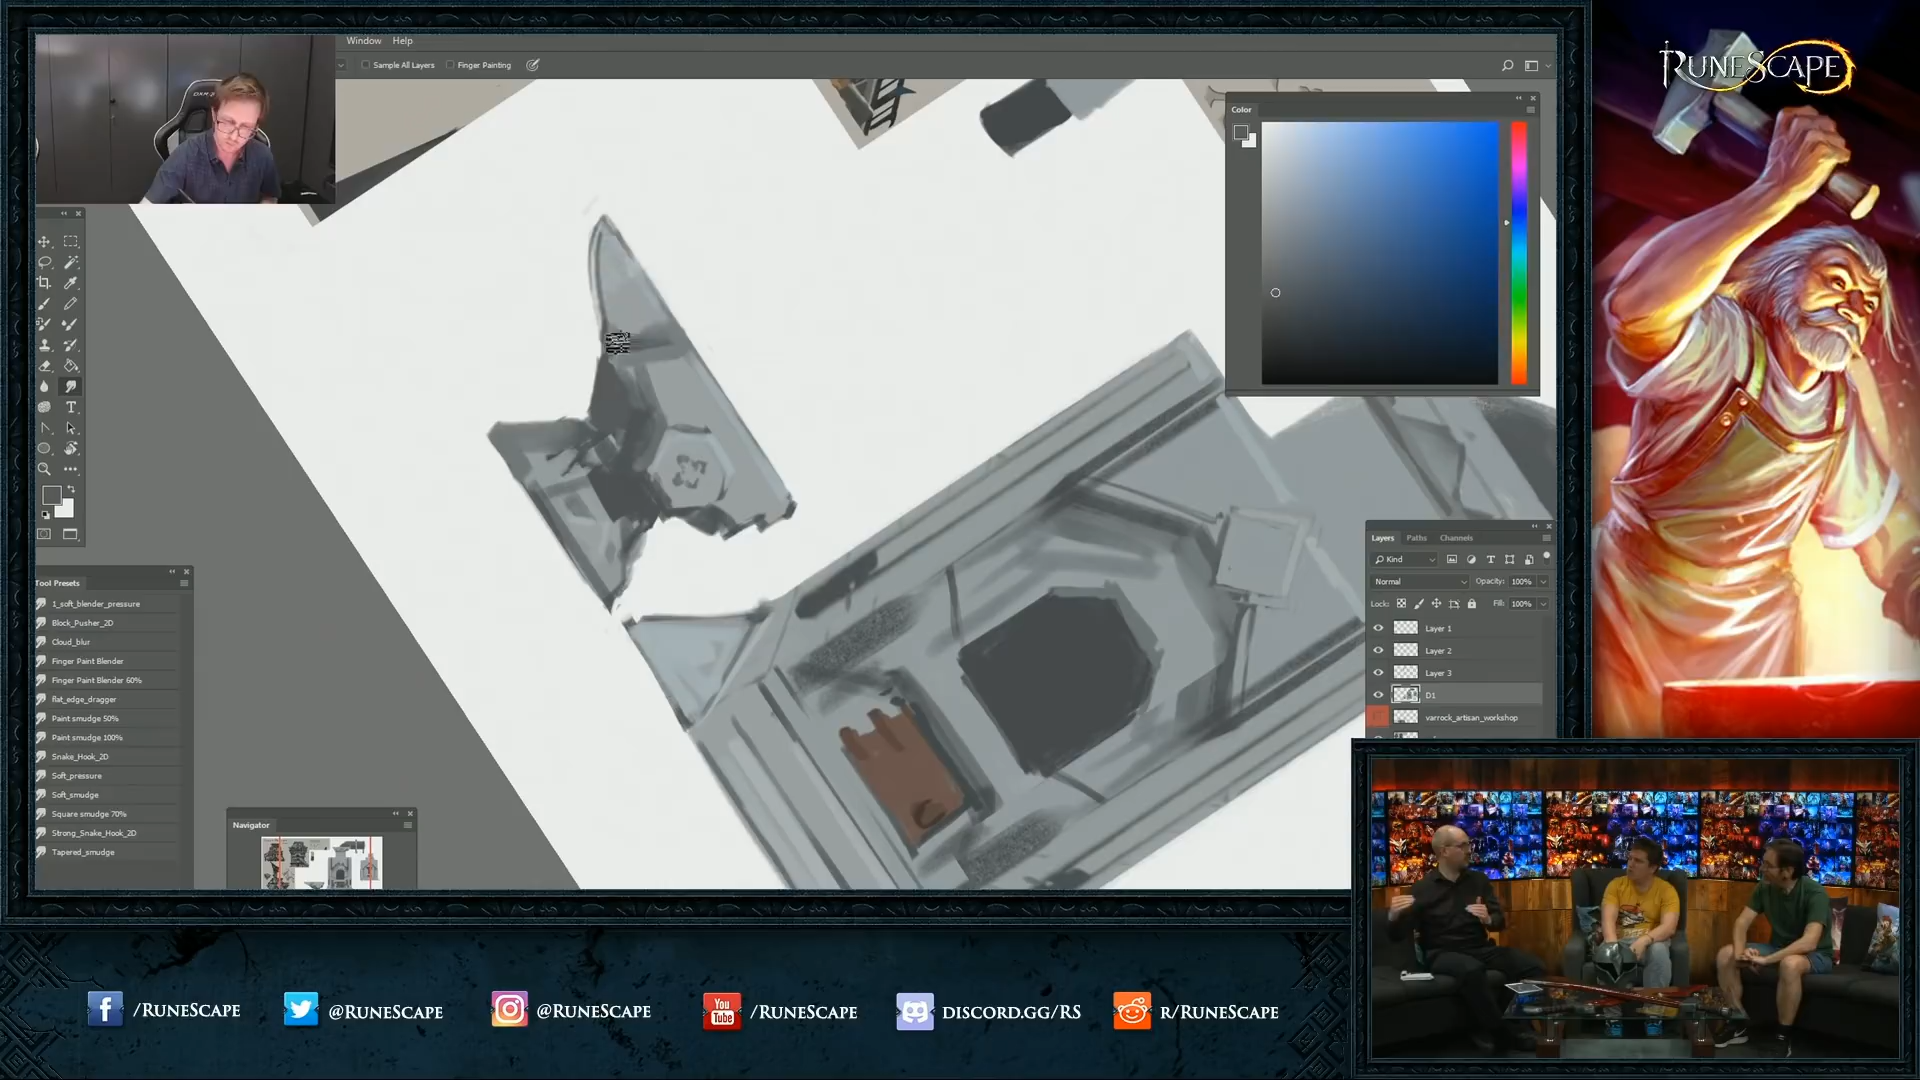 Window Help
Sample All Layers Finger Painting
RUNESCAPE
Color
Tool Presets
1_soft_blender_pressure
Block_Pusher_2D
Cloud_blur
Finger Paint Blender
Finger Paint Blender 60%
flat_edge_dragger
Paint smudge 50%
Paint smudge 100%
Snake_Hook_2D
Soft_pressure
Soft_smudge
Square smudge 70%
Strong_Snake_Hook_2D
Tapered_smudge
Navigator
Layers Paths Channels
Kind
Normal Opacity: 100%
Lock: Fill: 100%
Layer 1
Layer 2
Layer 3
D1
varrock_artisan_workshop
/RUNESCAPE
@RUNESCAPE
@RUNESCAPE
You Tube /RUNESCAPE
DISCORD.GG/RS
R/RUNESCAPE